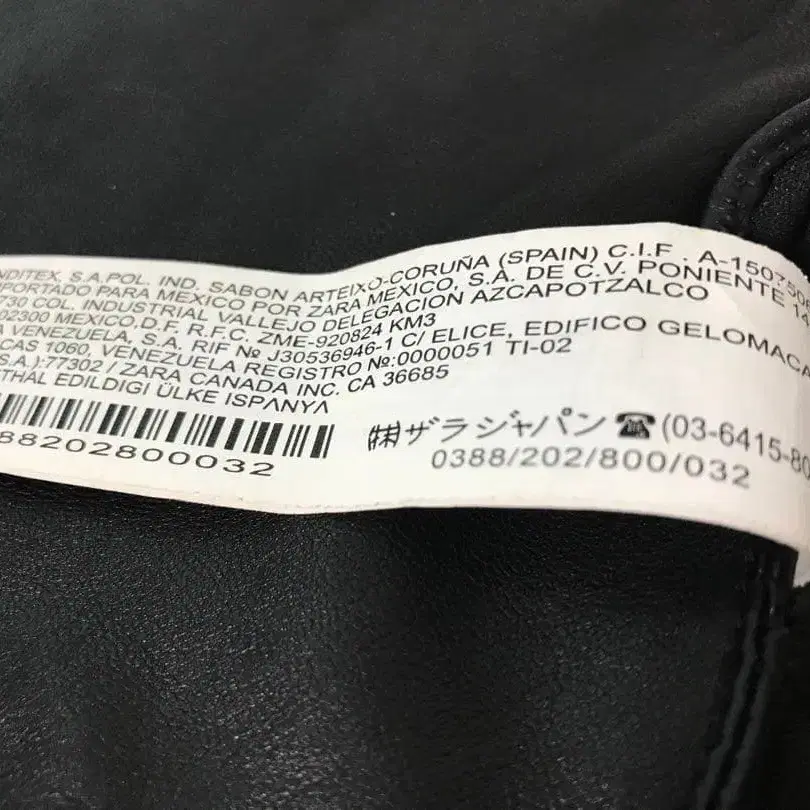 NDITEX, S.A.POL. IND. SABON ARTEIXO-CORUÑA (SPAIN) C.I.F . A-15075
PORTADO PARA MEXICO POR ZARA MEXICO, S.A. DE C.V. PONIENTE 14
730 COL. INDUSTRIAL VALLEJO DELEGACION AZCAPOTZALCO
02300 MEXICO,D.F. R.F.C. ZME-920824 KM3
A VENEZUELA, S.A. RIF № J30536946-1 C/ ELICE, EDIFICO GELOMACA
CAS 1060, VENEZUELA REGISTRO №:0000051 TI-02
S.A.):77302 / ZARA CANADA INC. CA 36685
THAL EDILDIGI ÜLKE ISPΛNYΛ
88202800032
㈱ザラジャパン ☎(03-6415-80
0388/202/800/032